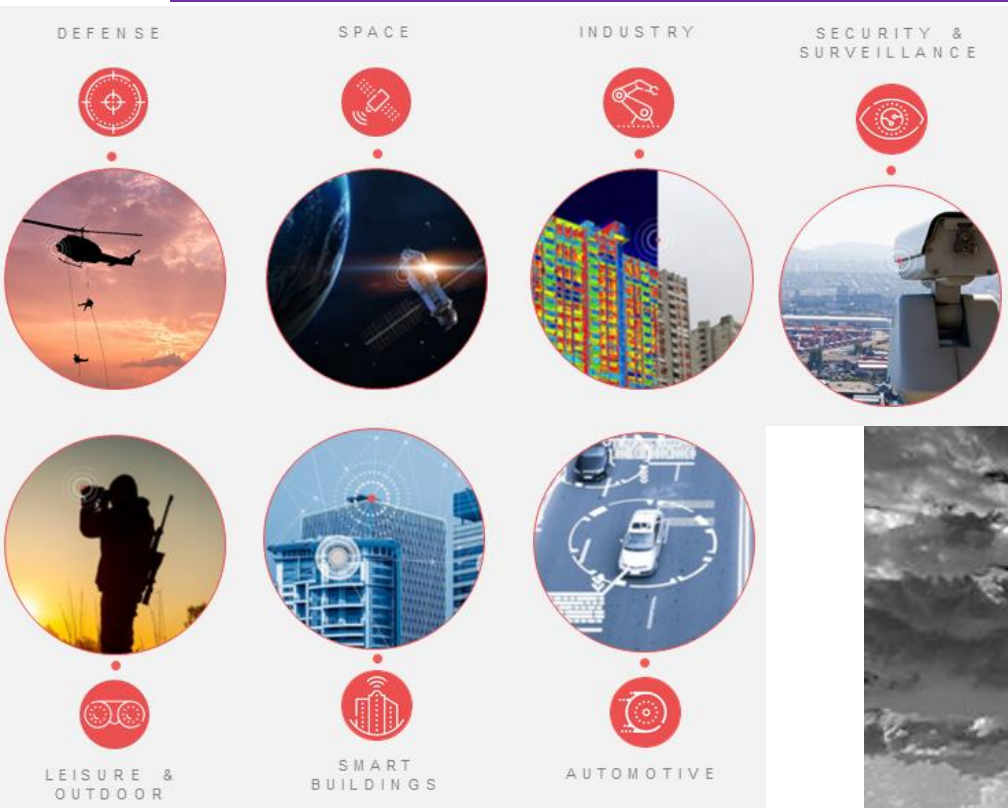 DEFENSE
SPACE
INDUSTRY
SECURITY &
SURVEILLANCE
LEISURE &
OUTDOOR
SMART
BUILDINGS
AUTOMOTIVE